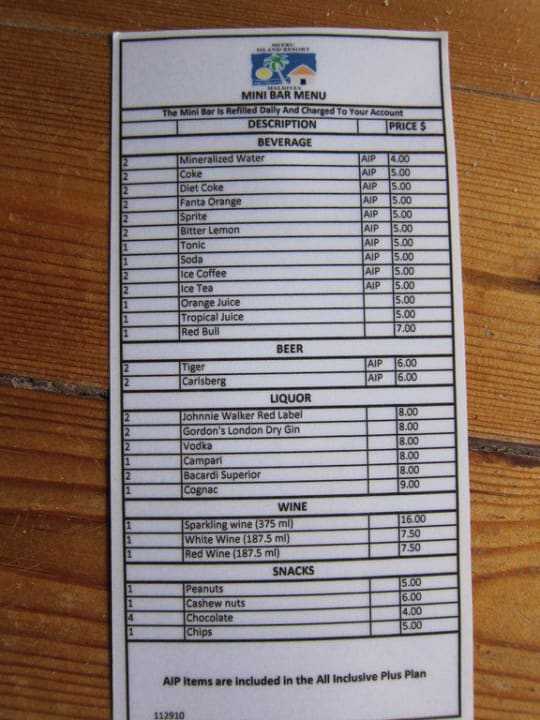 MEERU
ISLAND RESORT
MALDIVES
MINI BAR MENU
The Mini Bar Is Refilled Daily And Charged To Your Account
DESCRIPTION PRICE $
BEVERAGE
2 Mineralized Water AIP 4.00
2 Coke AIP 5.00
2 Diet Coke AIP 5.00
2 Fanta Orange AIP 5.00
2 Sprite AIP 5.00
2 Bitter Lemon AIP 5.00
1 Tonic AIP 5.00
1 Soda AIP 5.00
2 Ice Coffee AIP 5.00
2 Ice Tea AIP 5.00
1 Orange Juice 5.00
1 Tropical Juice 5.00
1 Red Bull 7.00
BEER
2 Tiger AIP 6.00
2 Carlsberg AIP 6.00
LIQUOR
2 Johnnie Walker Red Label 8.00
2 Gordon's London Dry Gin 8.00
2 Vodka 8.00
1 Campari 8.00
2 Bacardi Superior 8.00
1 Cognac 9.00
WINE
1 Sparkling wine (375 ml) 16.00
1 White Wine (187.5 ml) 7.50
1 Red Wine (187.5 ml) 7.50
SNACKS
1 Peanuts 5.00
1 Cashew nuts 6.00
4 Chocolate 4.00
1 Chips 5.00
AIP items are included in the All Inclusive Plus Plan
112910